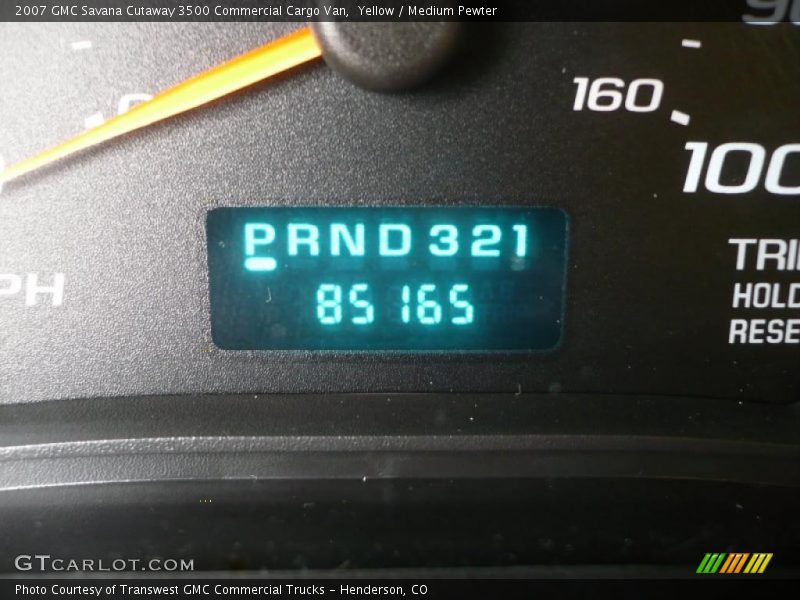 2007 GMC Savana Cutaway 3500 Commercial Cargo Van, Yellow / Medium Pewter
160
100
PRND321
85165
PH
TRI
HOLD
RESE
GTCARLOT.COM
Photo Courtesy of Transwest GMC Commercial Trucks - Henderson, CO